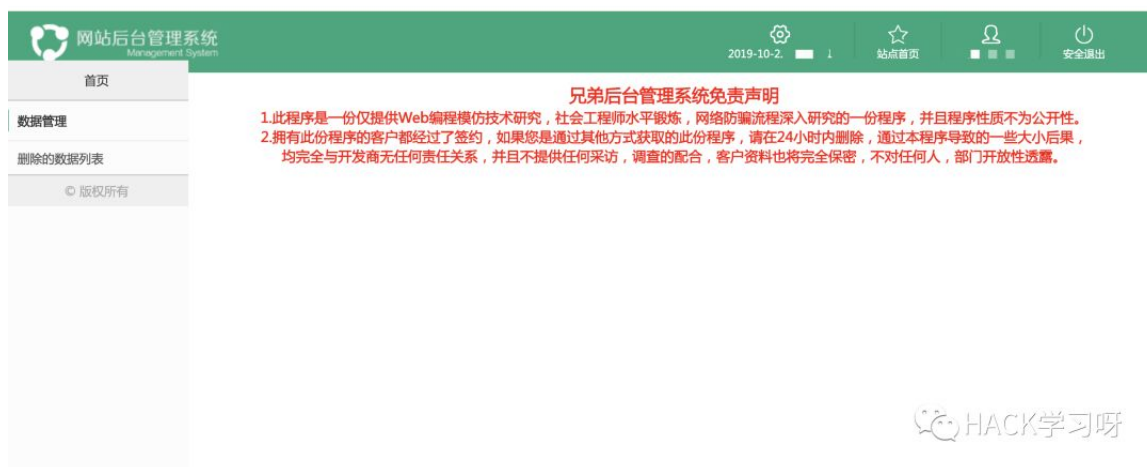 网站后台管理系统
Management System
2019-10-2.
站点首页
安全退出
首页
数据管理
删除的数据列表
© 版权所有
兄弟后台管理系统免责声明
1.此程序是一份仅提供Web编程模仿技术研究，社会工程师水平锻炼，网络防骗流程深入研究的一份程序，并且程序性质不为公开性。
2.拥有此份程序的客户都经过了签约，如果您是通过其他方式获取的此份程序，请在24小时内删除，通过本程序导致的一些大小后果，
均完全与开发商无任何责任关系，并且不提供任何采访，调查的配合，客户资料也将完全保密，不对任何人，部门开放性透露。
HACK学习呀